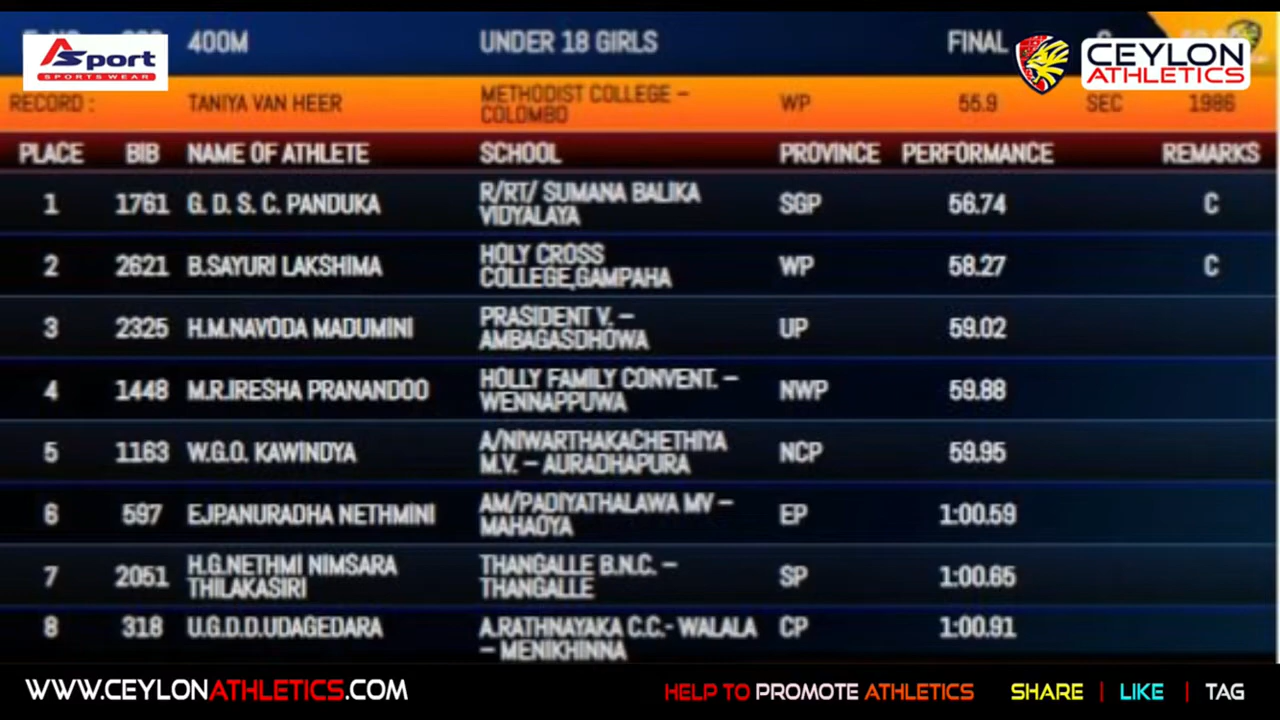 Asport
SPORTS WEAR
400M UNDER 18 GIRLS FINAL
CEYLON
ATHLETICS
RECORD : TANIYA VAN HEER METHODIST COLLEGE – COLOMBO WP 55.9 SEC 1986
PLACE BIB NAME OF ATHLETE SCHOOL PROVINCE PERFORMANCE REMARKS
1 1761 G. D. S. C. PANDUKA R/RT/ SUMANA BALIKA VIDYALAYA SGP 56.74 C
2 2621 B.SAYURI LAKSHIMA HOLY CROSS COLLEGE,GAMPAHA WP 58.27 C
3 2325 H.M.NAVODA MADUMINI PRASIDENT V. – AMBAGASDHOWA UP 59.02
4 1448 M.R.IRESHA PRANANDOO HOLLY FAMILY CONVENT. – WENNAPPUWA NWP 59.88
5 1163 W.G.O. KAWINDYA A/NIWARTHAKACHETHIYA M.V. – AURADHAPURA NCP 59.95
6 597 E.J.P.ANURADHA NETHMINI AM/PADIYATHALAWA MV – MAHAOYA EP 1:00.59
7 2051 H.G.NETHMI NIMSARA THILAKASIRI THANGALLE B.N.C. – THANGALLE SP 1:00.65
8 318 U.G.D.D.UDAGEDARA A.RATHNAYAKA C.C.- WALALA – MENIKHINNA CP 1:00.91
WWW.CEYLONATHLETICS.COM HELP TO PROMOTE ATHLETICS SHARE | LIKE | TAG